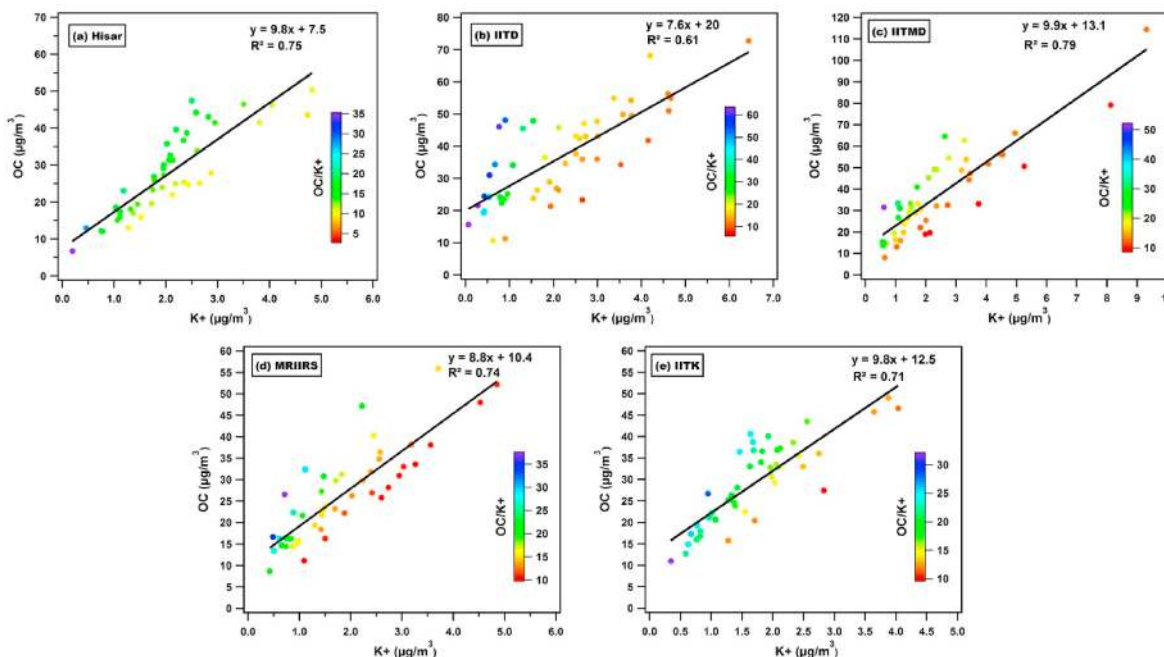 (a) Hisar
y = 9.8x + 7.5
R² = 0.75
OC (µg/m³)
70
60
50
40
30
20
10
0
0.0 1.0 2.0 3.0 4.0 5.0 6.0
K+ (µg/m³)
OC/K+
35
30
25
20
15
10
5
(b) IITD
y = 7.6x + 20
R² = 0.61
OC (µg/m³)
80
70
60
50
40
30
20
10
0
0.0 1.0 2.0 3.0 4.0 5.0 6.0 7.0
K+ (µg/m³)
OC/K+
60
50
40
30
20
10
(c) IITMD
y = 9.9x + 13.1
R² = 0.79
OC (µg/m³)
120
110
100
90
80
70
60
50
40
30
20
10
0
0 1 2 3 4 5 6 7 8 9
K+ (µg/m³)
OC/K+
50
40
30
20
10
(d) MRIIRS
y = 8.8x + 10.4
R² = 0.74
OC (µg/m³)
60
55
50
45
40
35
30
25
20
15
10
5
0
0.0 1.0 2.0 3.0 4.0 5.0 6.0
K+ (µg/m³)
OC/K+
35
30
25
20
15
10
(e) IITK
y = 9.8x + 12.5
R² = 0.71
OC (µg/m³)
60
55
50
45
40
35
30
25
20
15
10
5
0
0.0 0.5 1.0 1.5 2.0 2.5 3.0 3.5 4.0 4.5 5.0
K+ (µg/m³)
OC/K+
30
25
20
15
10